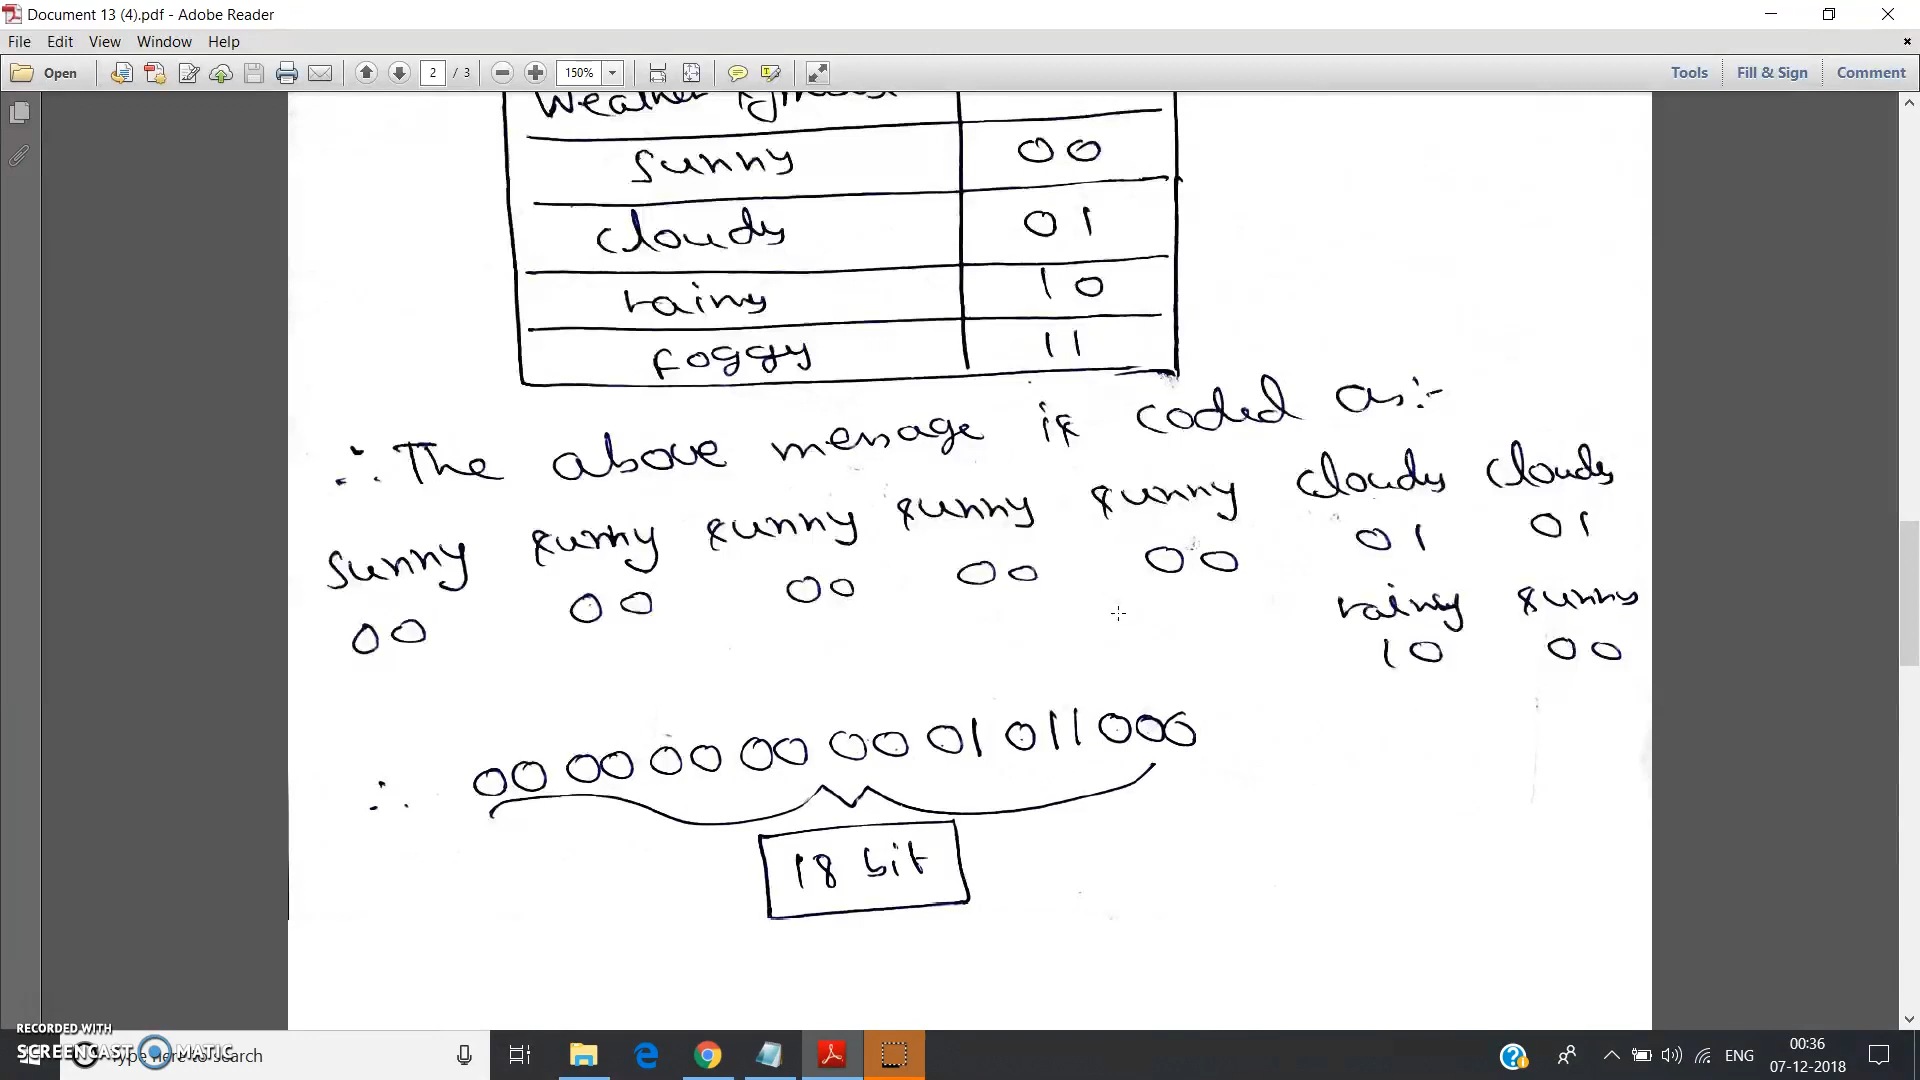 Document 13 (4).pdf - Adobe Reader
File Edit View Window Help
Open 2 / 3 150% Tools Fill & Sign Comment
Weather
sunny 00
cloudy 01
rainy 10
foggy 11
∴ The above message is coded as:-
sunny sunny sunny sunny sunny cloudy cloudy
00 00 00 00 00 01 01
rainy sunny
10 00
∴ 00 00 00 00 00 01 011000
18 bit
RECORDED WITH
SCREENCAST MATIC
Type here to search
ENG
00:36
07-12-2018